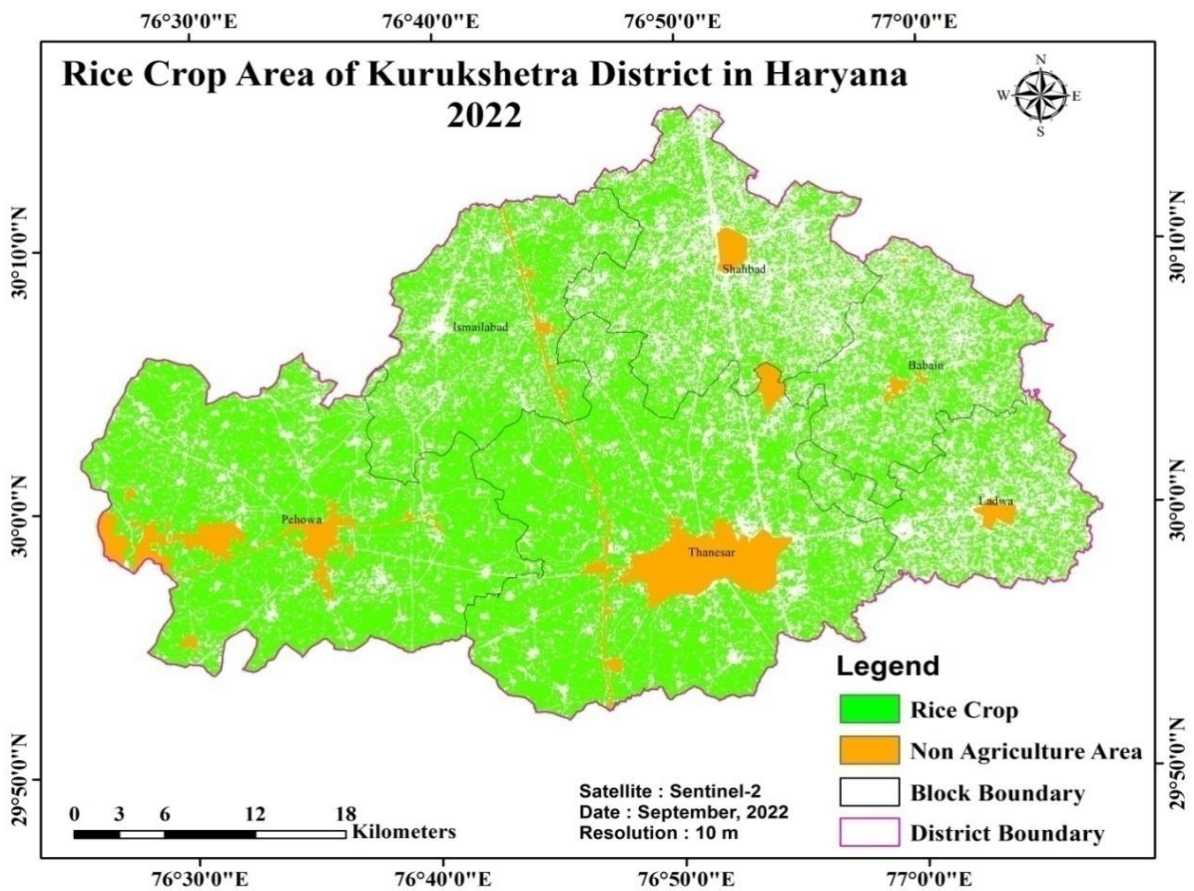 76°30'0"E 76°40'0"E 76°50'0"E 77°0'0"E
Rice Crop Area of Kurukshetra District in Haryana
2022
N
W E
S
30°10'0"N
30°10'0"N
Shahbad
Ismailabad
Babain
Ladwa
30°0'0"N
30°0'0"N
Pehowa
Thanesar
Legend
Rice Crop
Non Agriculture Area
Block Boundary
District Boundary
29°50'0"N
29°50'0"N
Satellite : Sentinel-2
Date : September, 2022
Resolution : 10 m
0 3 6 12 18
Kilometers
76°30'0"E 76°40'0"E 76°50'0"E 77°0'0"E